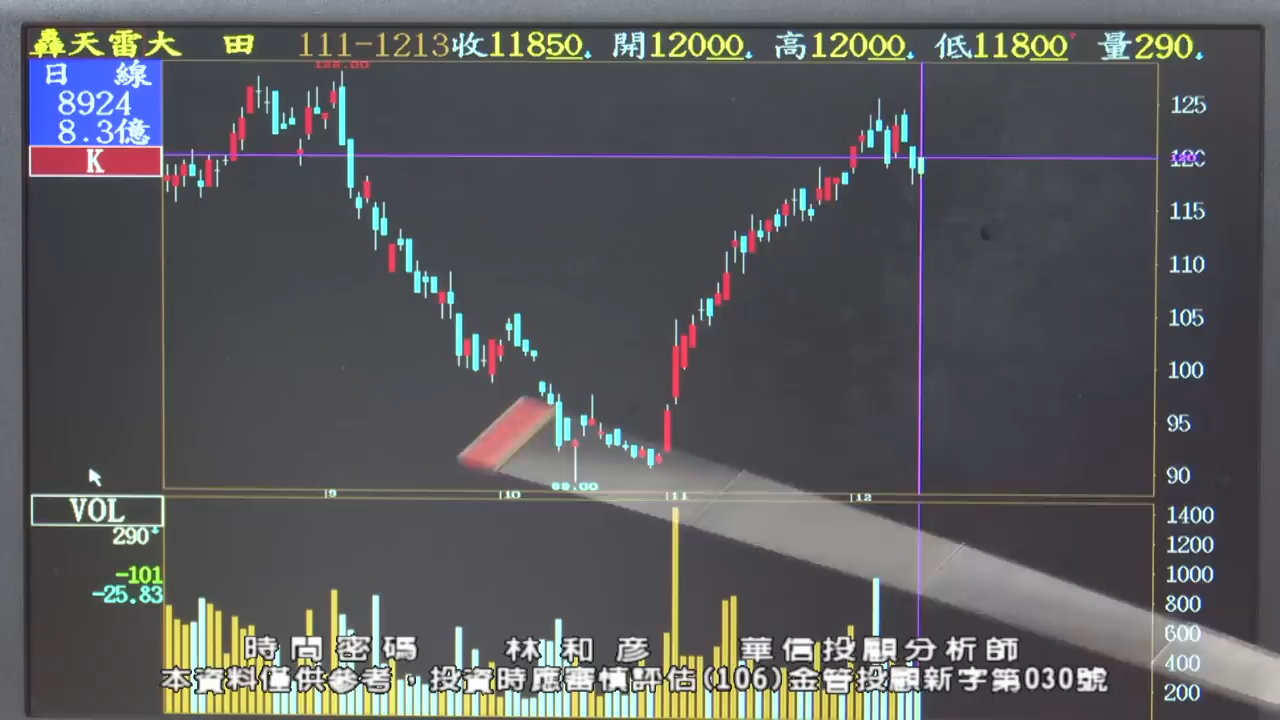 轟天雷大 田 111-1213收11850↓ 開12000↓ 高12000↓ 低11800↑ 量290↓
日 線
8924
8.3億
K
125
120
115
110
105
100
95
90
89.00
9 10 11 12
VOL
290↓
-101
-25.83
1400
1200
1000
800
600
400
200
時間密碼 林和彥 華信投顧分析師
本資料僅供參考，投資時應審慎評估(106)金管投顧新字第030號